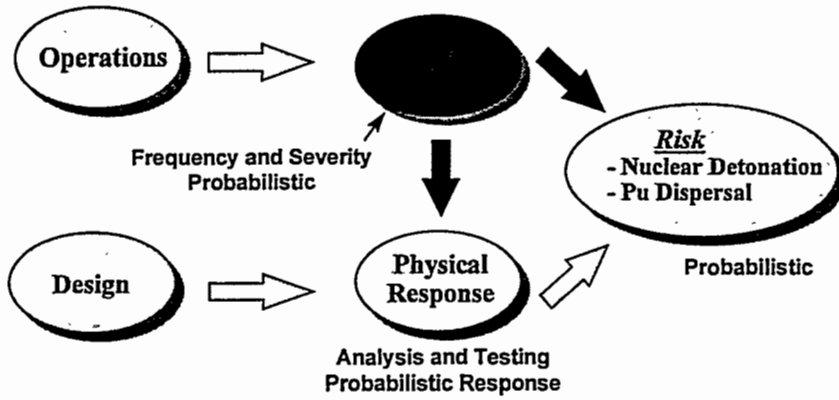 Operations
Frequency and Severity
Probabilistic
Risk
- Nuclear Detonation
- Pu Dispersal
Probabilistic
Design
Physical
Response
Analysis and Testing
Probabilistic Response